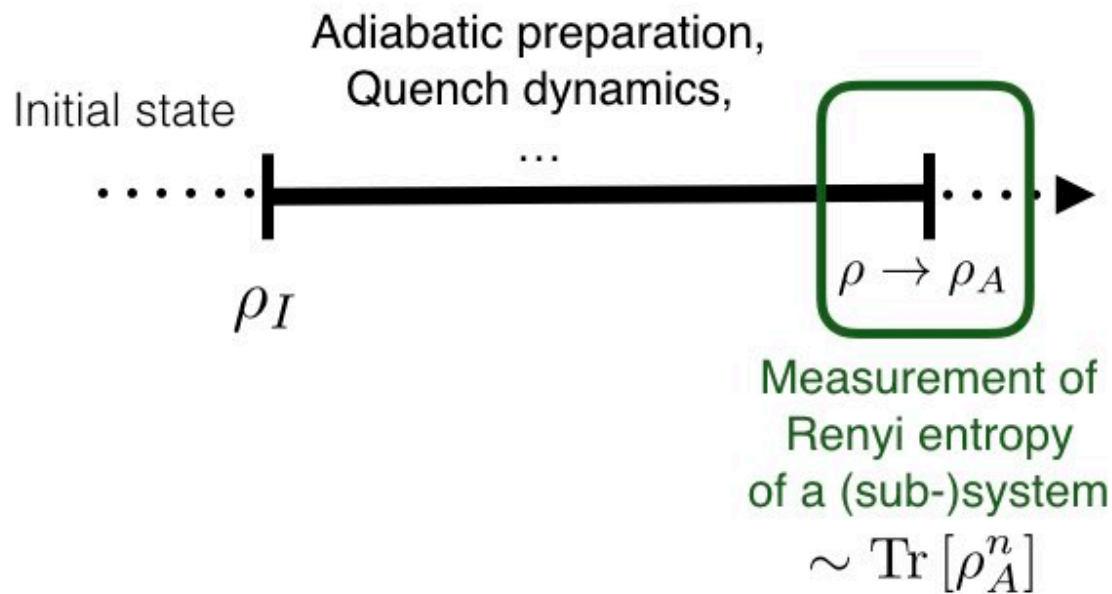 Adiabatic preparation,
Quench dynamics,
Initial state
...
ρ_I
ρ → ρ_A
Measurement of
Renyi entropy
of a (sub-)system
~ Tr [ρ_A^n]